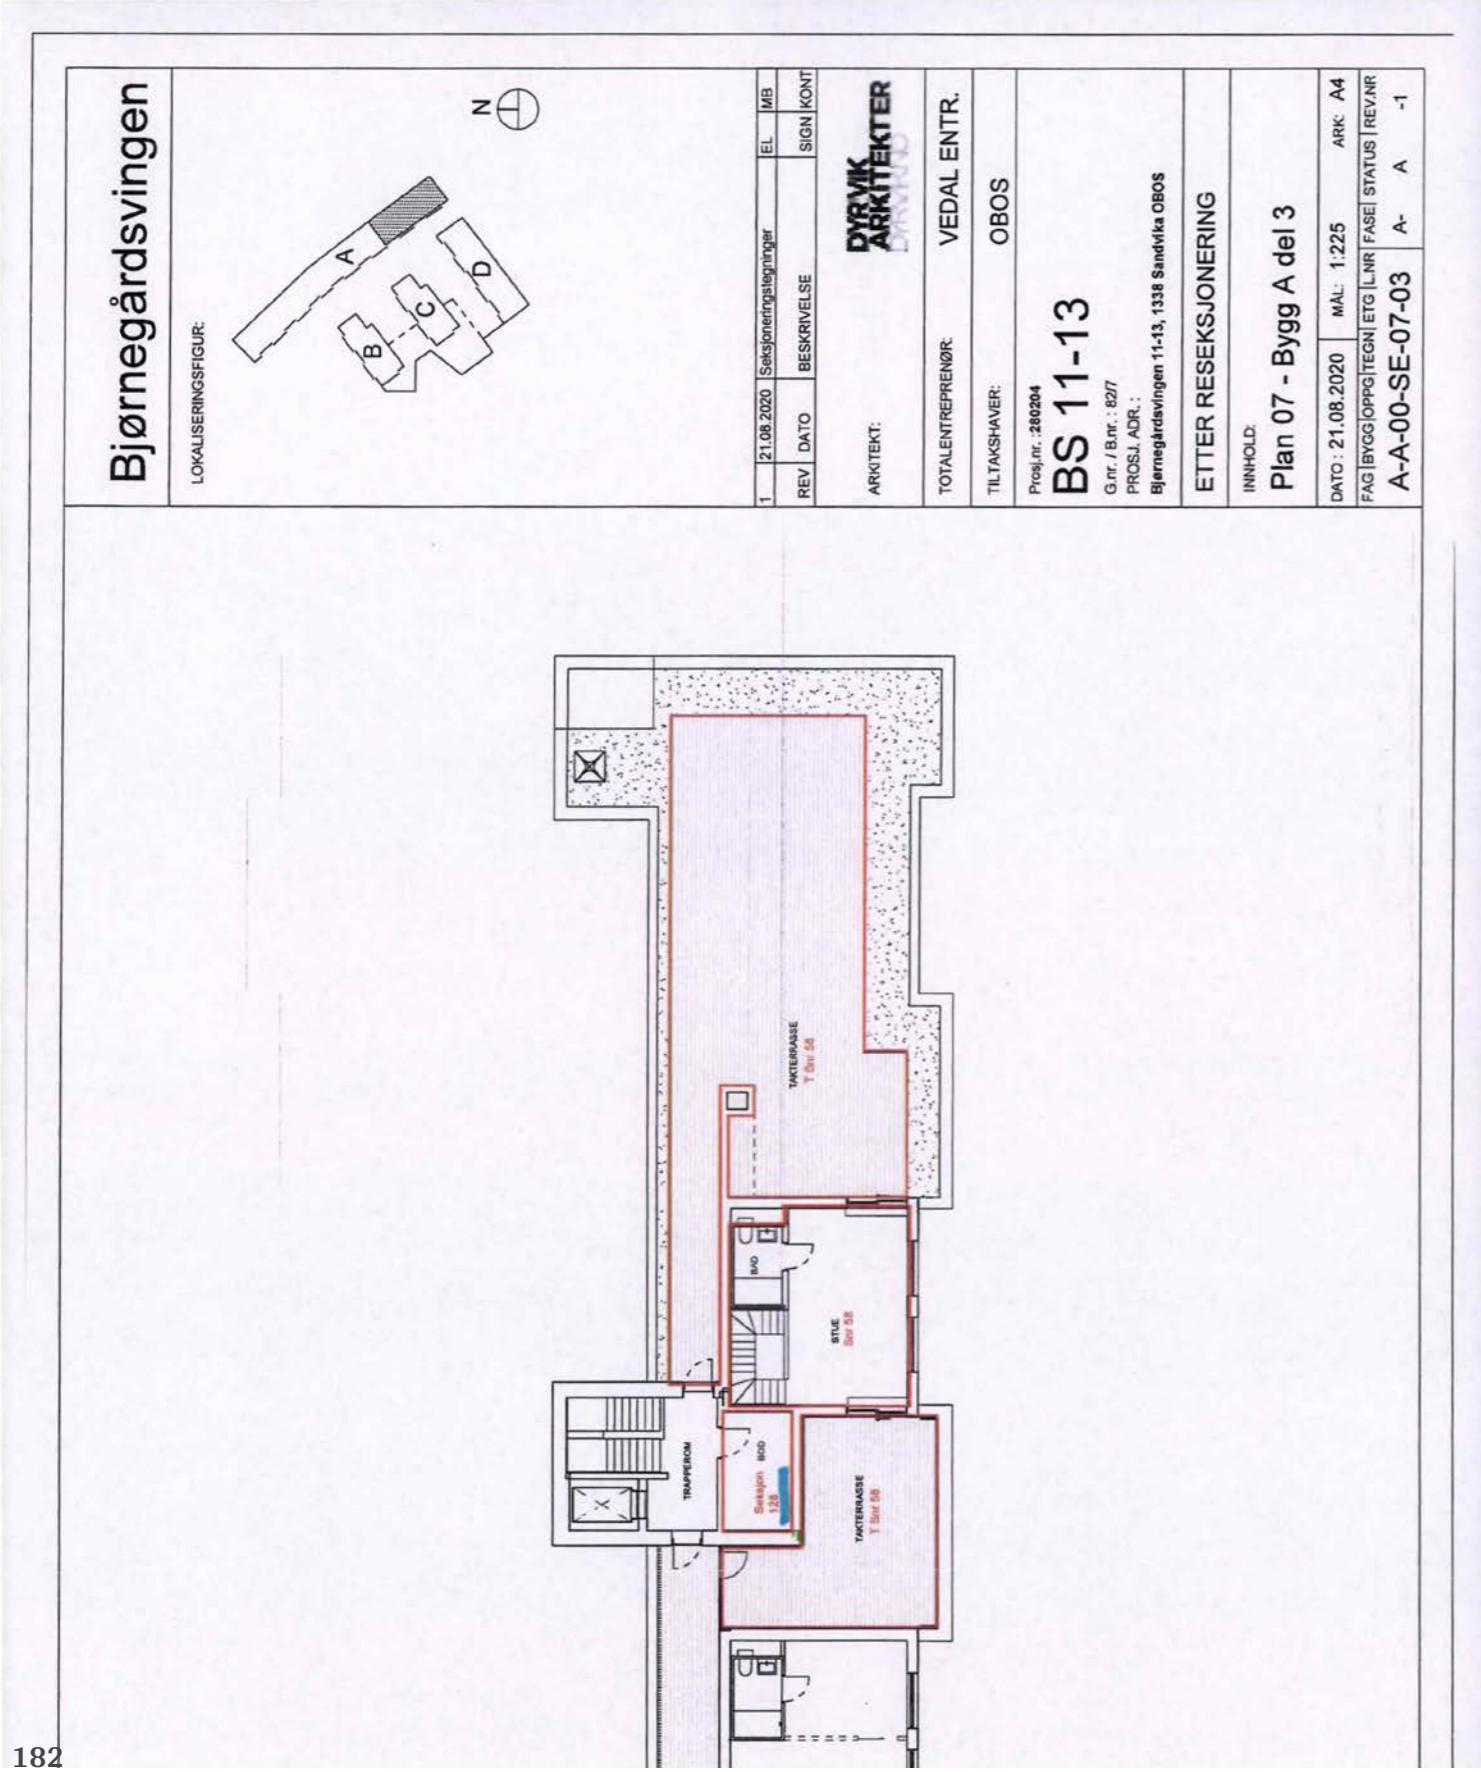 Bjørnegårdsvingen
LOKALISERINGSFIGUR:
N
A
B
C
D
1 21.08.2020 Seksjoneringstegninger EL MB
REV DATO BESKRIVELSE SIGN KONT
ARKITEKT:
DYRVIK
ARKITEKTER
TOTALENTREPRENØR: VEDAL ENTR.
TILTAKSHAVER: OBOS
Prosj.nr. :280204
BS 11-13
G.nr. / B.nr. : 82/7
PROSJ. ADR. :
Bjørnegårdsvingen 11-13, 1338 Sandvika OBOS
ETTER RESEKSJONERING
INNHOLD:
Plan 07 - Bygg A del 3
DATO : 21.08.2020 MÅL: 1:225 ARK: A4
FAG BYGG OPPG TEGN ETG L.NR FASE STATUS REV.NR
A-A-00-SE-07-03 A- A -1
TAKTERRASSE
T Snr 58
BAD
STUE
Snr 58
TRAPPEROM
Seksjon BOD
128
TAKTERRASSE
T Snr 58
182